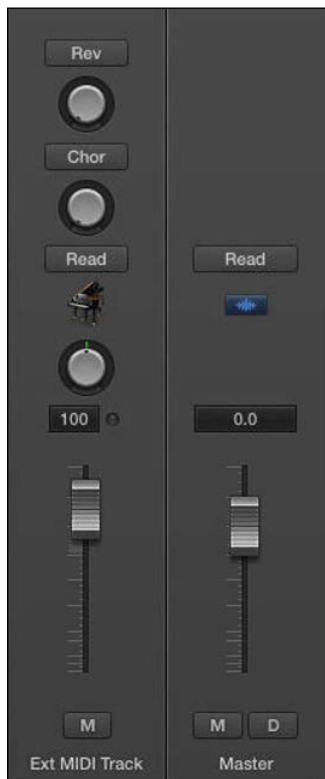 Rev
Chor
Read
Read
100
0.0
M
M D
Ext MIDI Track
Master